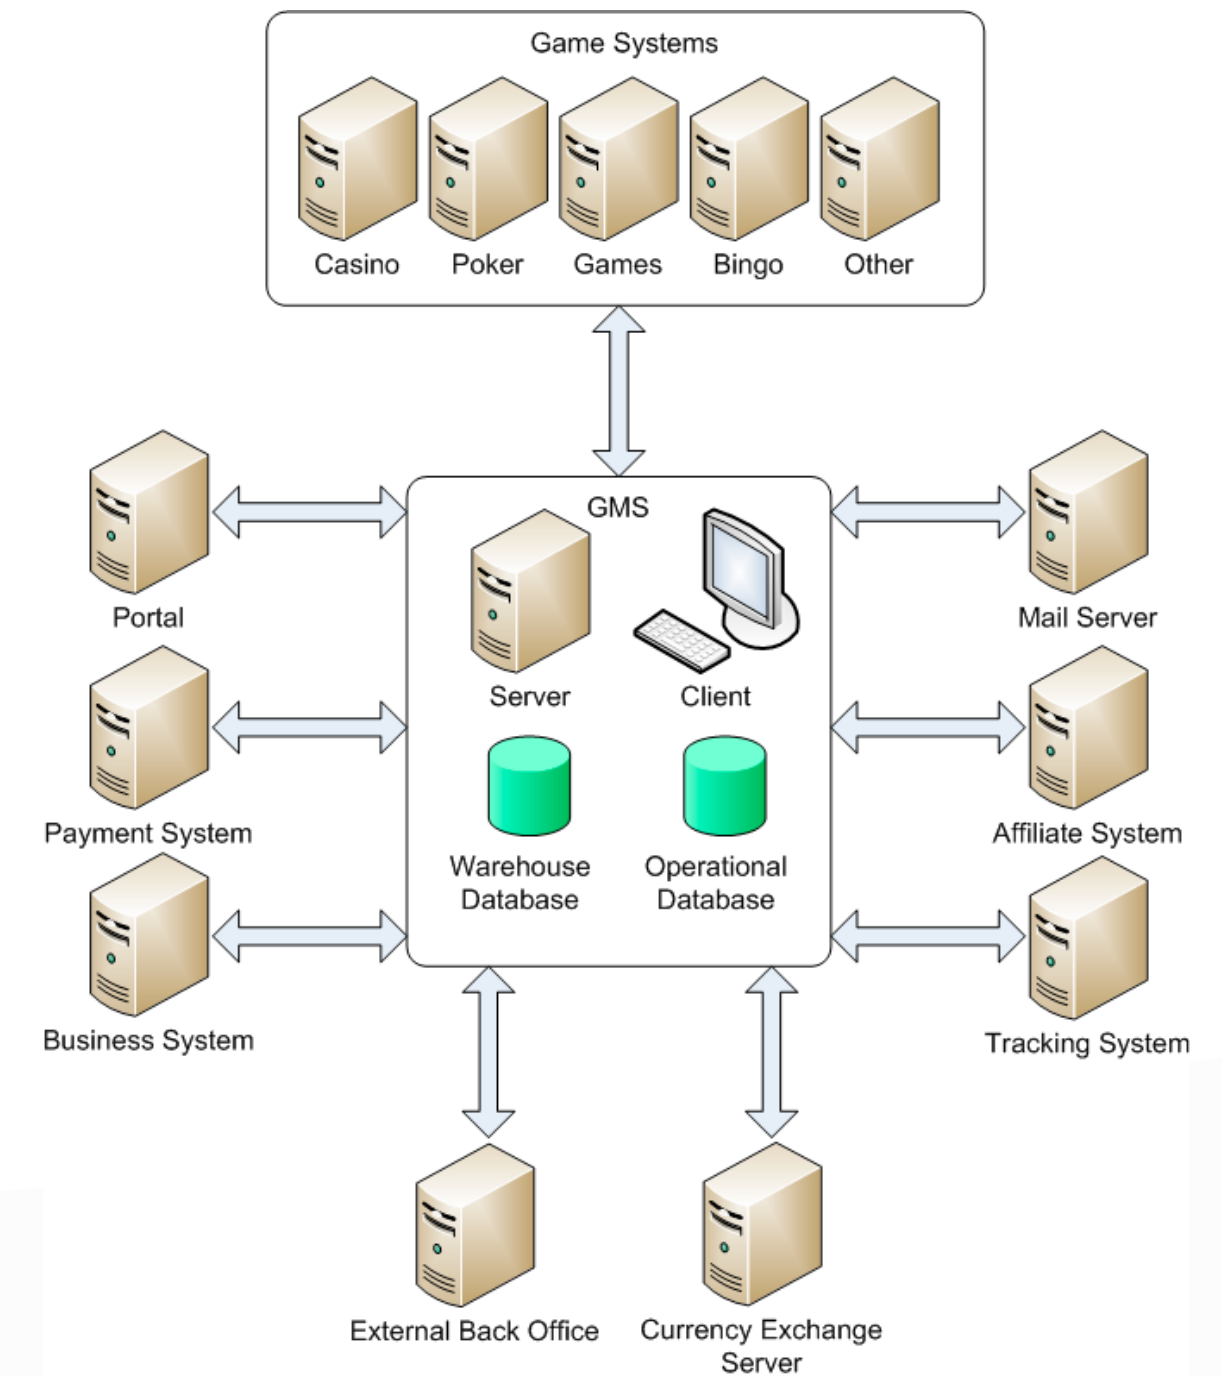 Game Systems
Casino
Poker
Games
Bingo
Other
GMS
Portal
Server
Client
Mail Server
Payment System
Warehouse
Database
Operational
Database
Affiliate System
Business System
Tracking System
External Back Office
Currency Exchange
Server